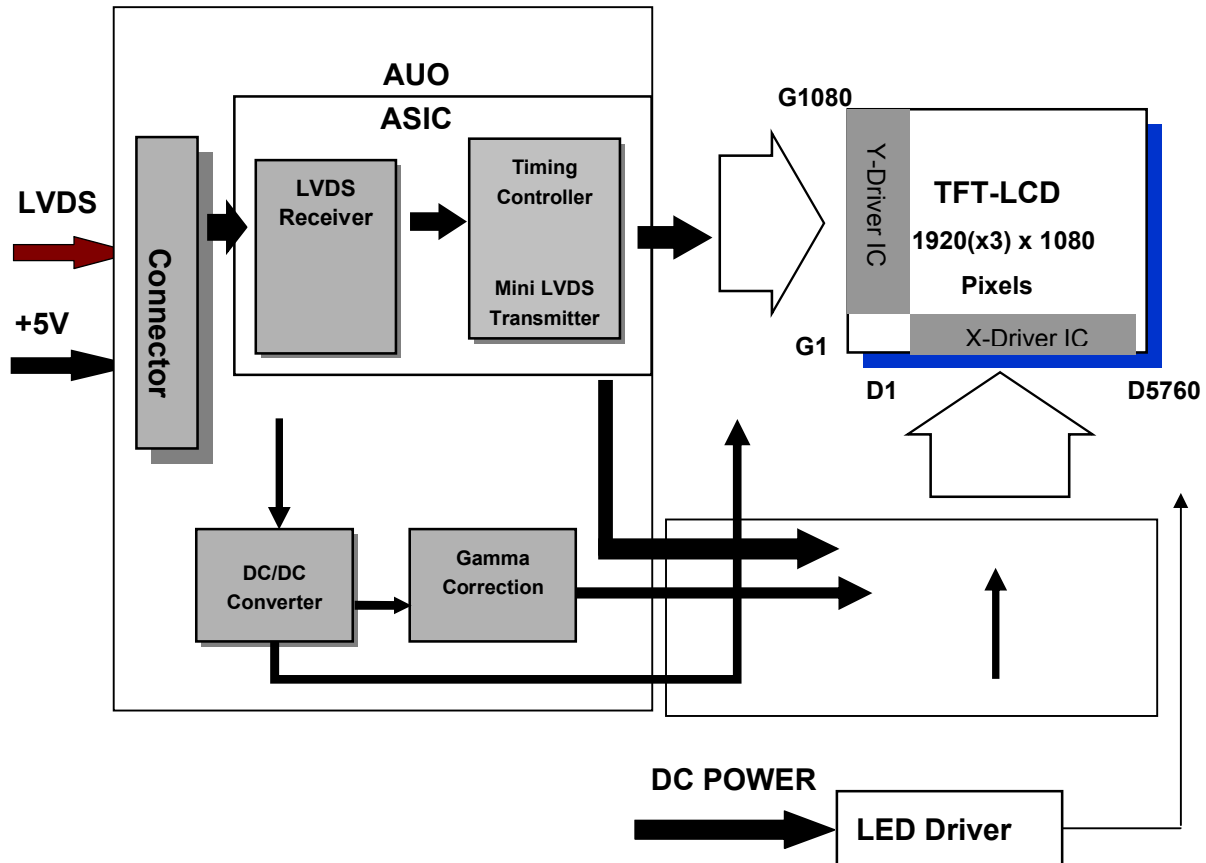 AUO
ASIC
G1080
LVDS
+5V
Connector
LVDS
Receiver
Timing
Controller
Mini LVDS
Transmitter
Y-Driver IC
TFT-LCD
1920(x3) x 1080
Pixels
X-Driver IC
G1
D1
D5760
DC/DC
Converter
Gamma
Correction
DC POWER
LED Driver